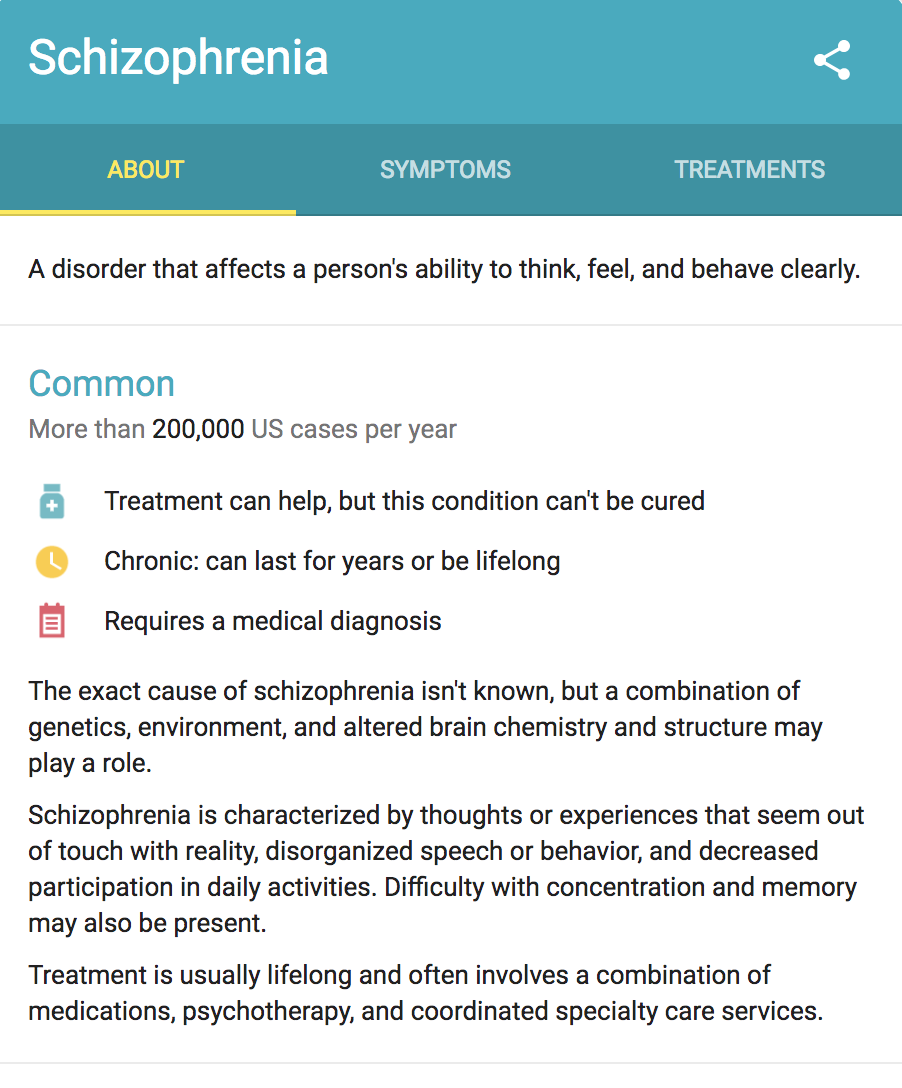 Schizophrenia
ABOUT
SYMPTOMS
TREATMENTS
A disorder that affects a person's ability to think, feel, and behave clearly.
Common
More than 200,000 US cases per year
Treatment can help, but this condition can't be cured
Chronic: can last for years or be lifelong
Requires a medical diagnosis
The exact cause of schizophrenia isn't known, but a combination of
genetics, environment, and altered brain chemistry and structure may
play a role.
Schizophrenia is characterized by thoughts or experiences that seem out
of touch with reality, disorganized speech or behavior, and decreased
participation in daily activities. Difficulty with concentration and memory
may also be present.
Treatment is usually lifelong and often involves a combination of
medications, psychotherapy, and coordinated specialty care services.